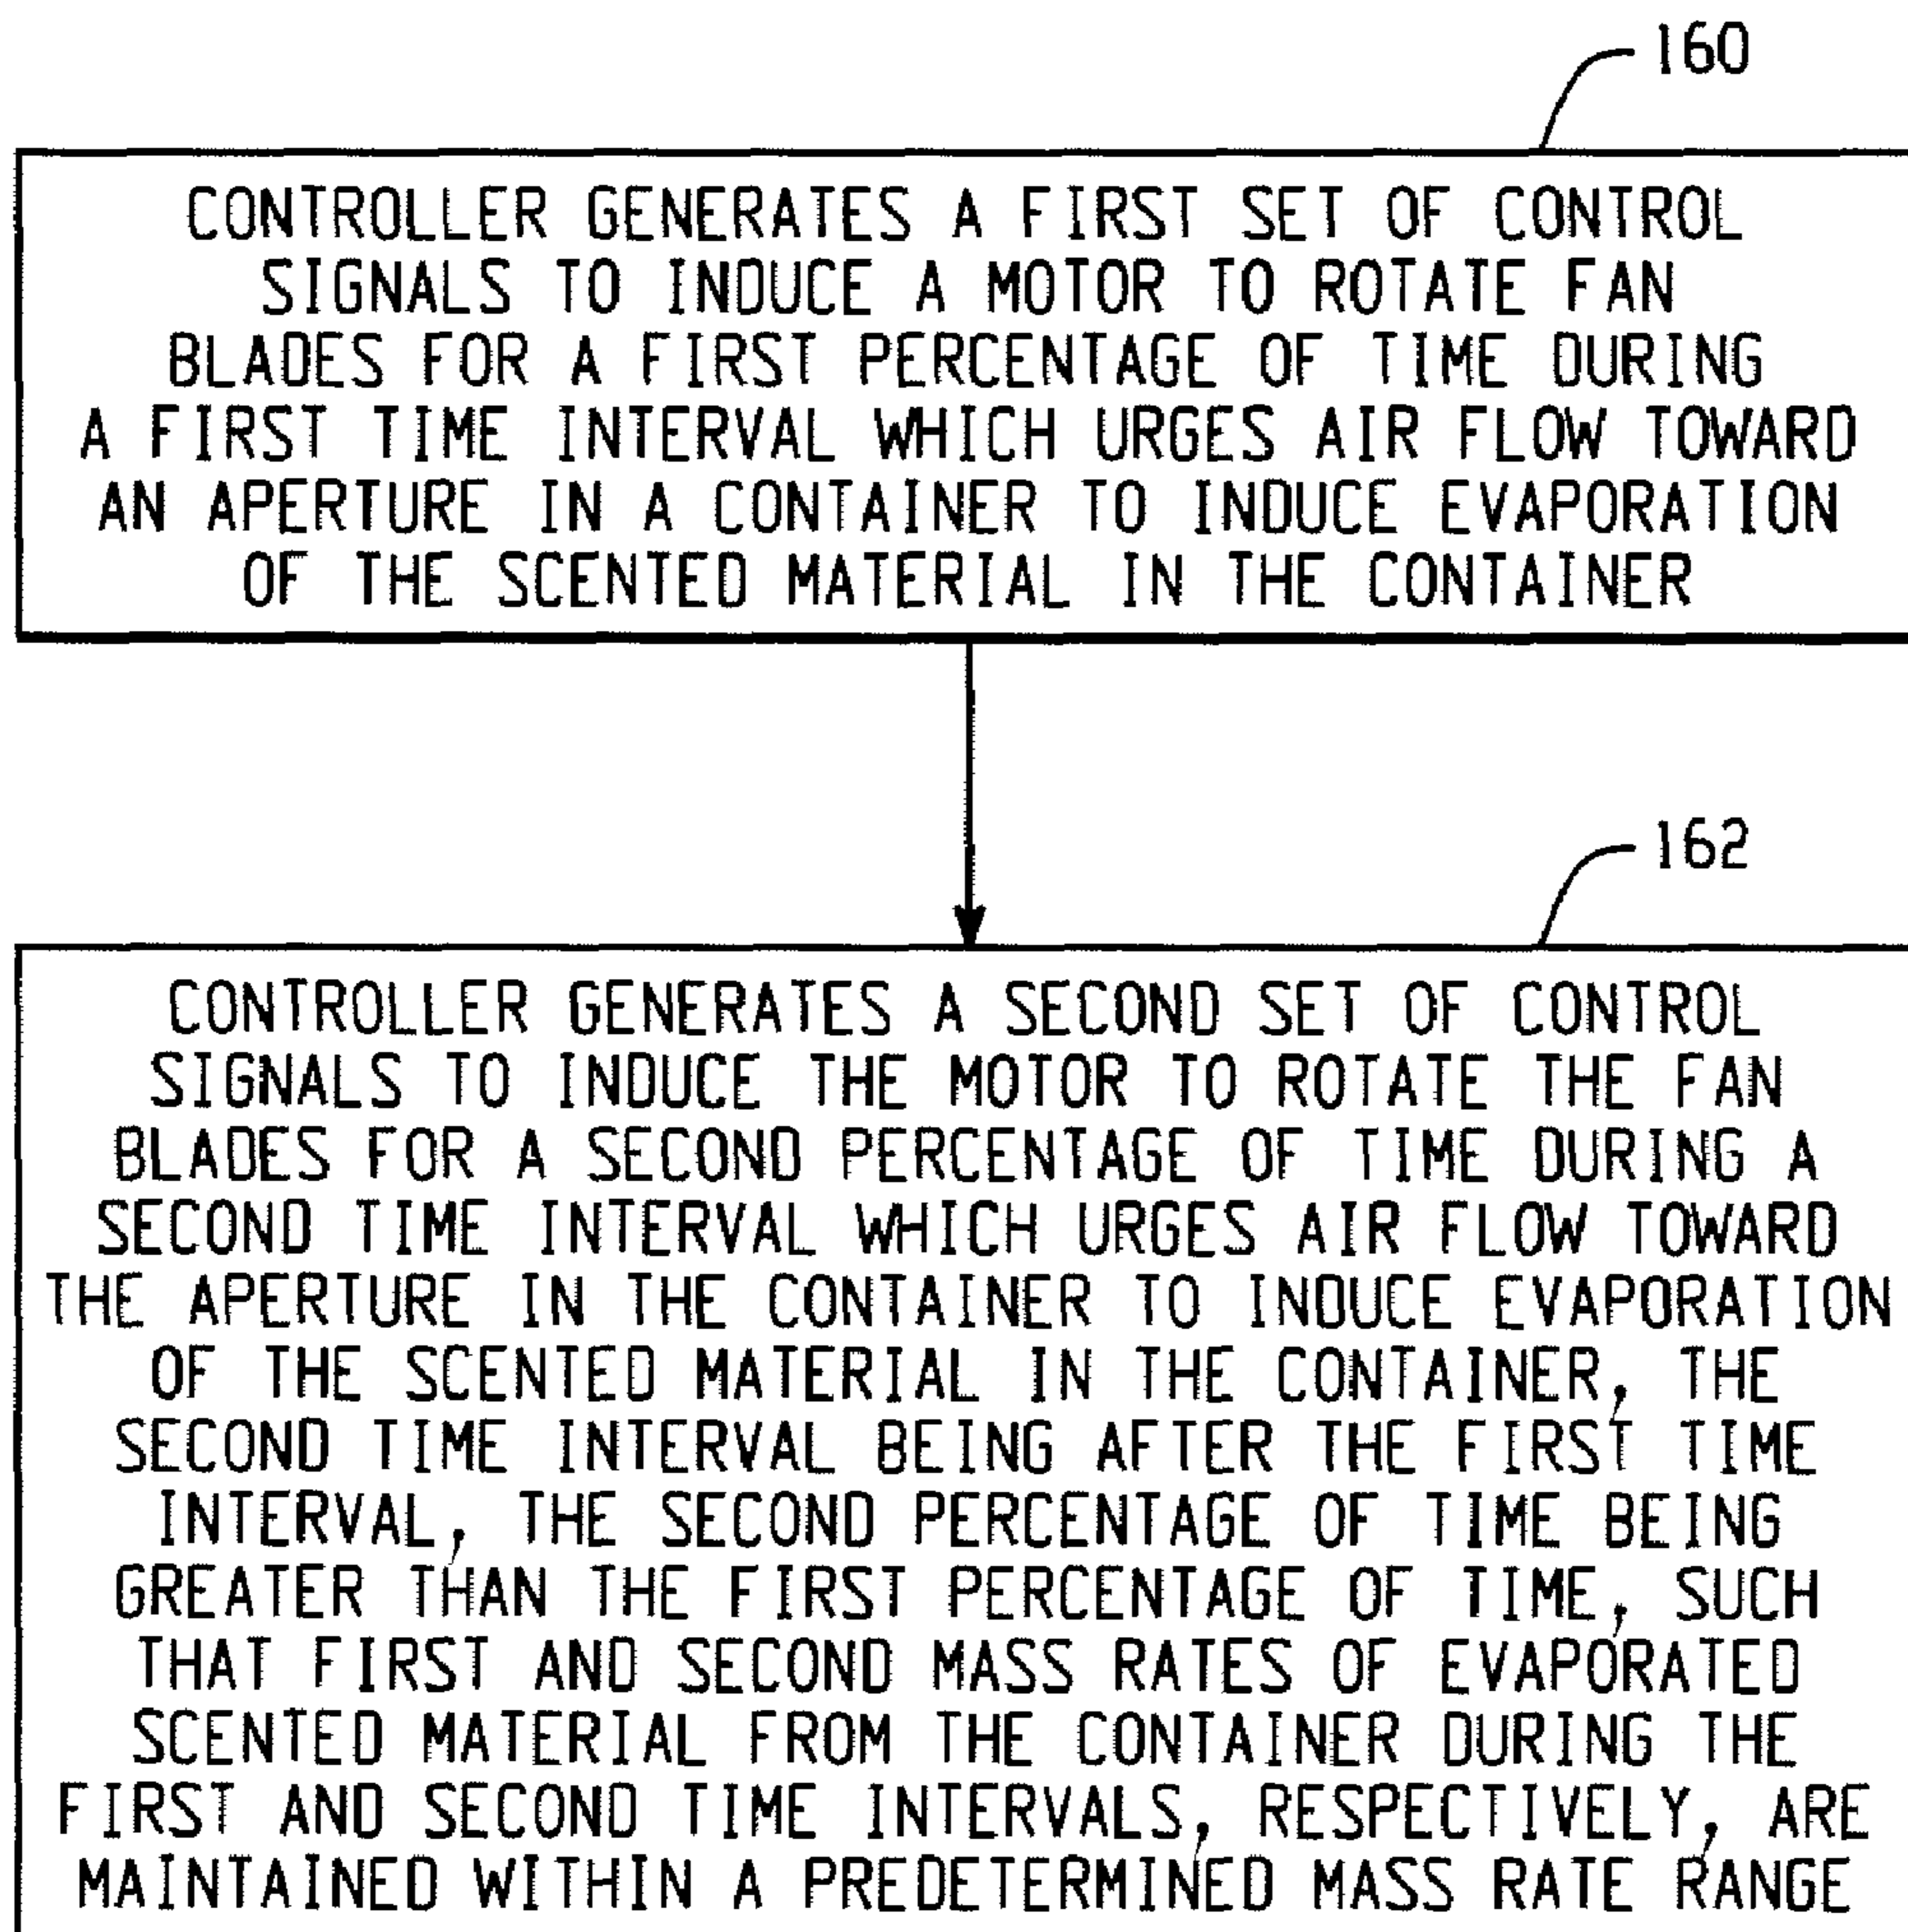 160
CONTROLLER GENERATES A FIRST SET OF CONTROL
SIGNALS TO INDUCE A MOTOR TO ROTATE FAN
BLADES FOR A FIRST PERCENTAGE OF TIME DURING
A FIRST TIME INTERVAL WHICH URGES AIR FLOW TOWARD
AN APERTURE IN A CONTAINER TO INDUCE EVAPORATION
OF THE SCENTED MATERIAL IN THE CONTAINER
162
CONTROLLER GENERATES A SECOND SET OF CONTROL
SIGNALS TO INDUCE THE MOTOR TO ROTATE THE FAN
BLADES FOR A SECOND PERCENTAGE OF TIME DURING A
SECOND TIME INTERVAL WHICH URGES AIR FLOW TOWARD
THE APERTURE IN THE CONTAINER TO INDUCE EVAPORATION
OF THE SCENTED MATERIAL IN THE CONTAINER, THE
SECOND TIME INTERVAL BEING AFTER THE FIRST TIME
INTERVAL, THE SECOND PERCENTAGE OF TIME BEING
GREATER THAN THE FIRST PERCENTAGE OF TIME, SUCH
THAT FIRST AND SECOND MASS RATES OF EVAPORATED
SCENTED MATERIAL FROM THE CONTAINER DURING THE
FIRST AND SECOND TIME INTERVALS, RESPECTIVELY, ARE
MAINTAINED WITHIN A PREDETERMINED MASS RATE RANGE